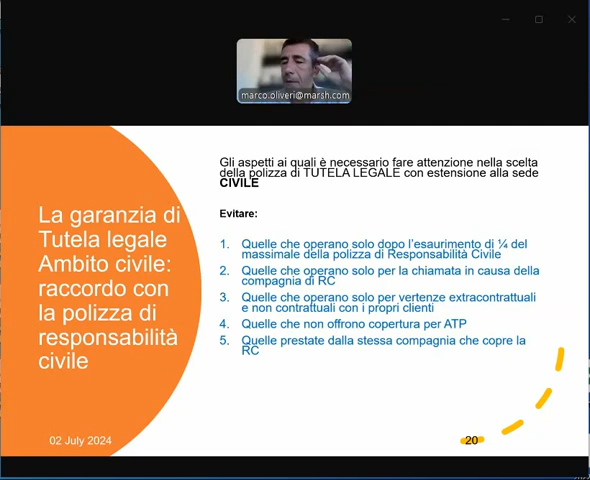 marco.oliveri@marsh.com
La garanzia di
Tutela legale
Ambito civile:
raccordo con
la polizza di
responsabilità
civile
Gli aspetti ai quali è necessario fare attenzione nella scelta
della polizza di TUTELA LEGALE con estensione alla sede
CIVILE
Evitare:
1. Quelle che operano solo dopo l'esaurimento di ¼ del
massimale della polizza di Responsabilità Civile
2. Quelle che operano solo per la chiamata in causa della
compagnia di RC
3. Quelle che operano solo per vertenze extracontrattuali
e non contrattuali con i propri clienti
4. Quelle che non offrono copertura per ATP
5. Quelle prestate dalla stessa compagnia che copre la
RC
02 July 2024
20